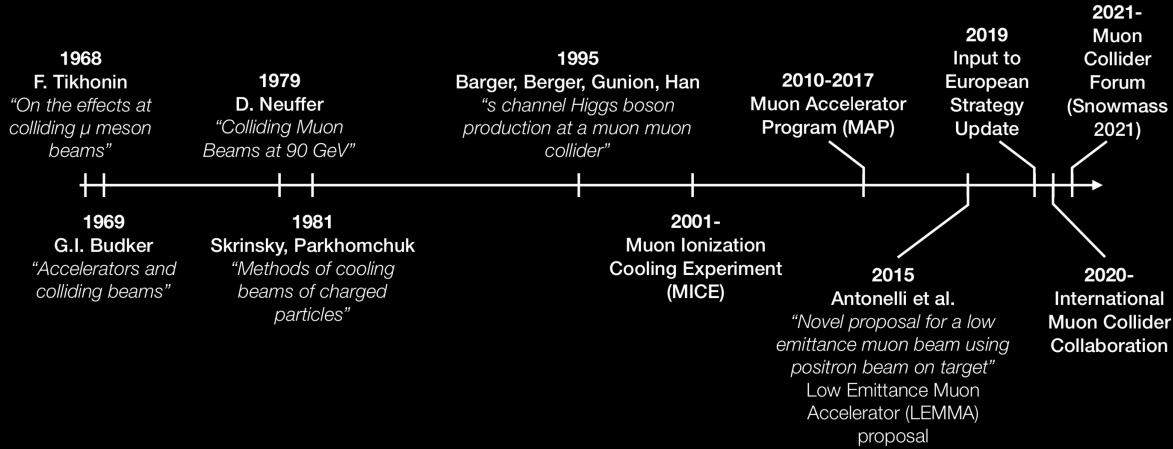 1968
F. Tikhonin
“On the effects at
colliding μ meson
beams”
1979
D. Neuffer
“Colliding Muon
Beams at 90 GeV”
1995
Barger, Berger, Gunion, Han
“s channel Higgs boson
production at a muon muon
collider”
2010-2017
Muon Accelerator
Program (MAP)
2019
Input to
European
Strategy
Update
2021-
Muon
Collider
Forum
(Snowmass
2021)
1969
G.I. Budker
“Accelerators and
colliding beams”
1981
Skrinsky, Parkhomchuk
“Methods of cooling
beams of charged
particles”
2001-
Muon Ionization
Cooling Experiment
(MICE)
2015
Antonelli et al.
“Novel proposal for a low
emittance muon beam using
positron beam on target”
Low Emittance Muon
Accelerator (LEMMA)
proposal
2020-
International
Muon Collider
Collaboration